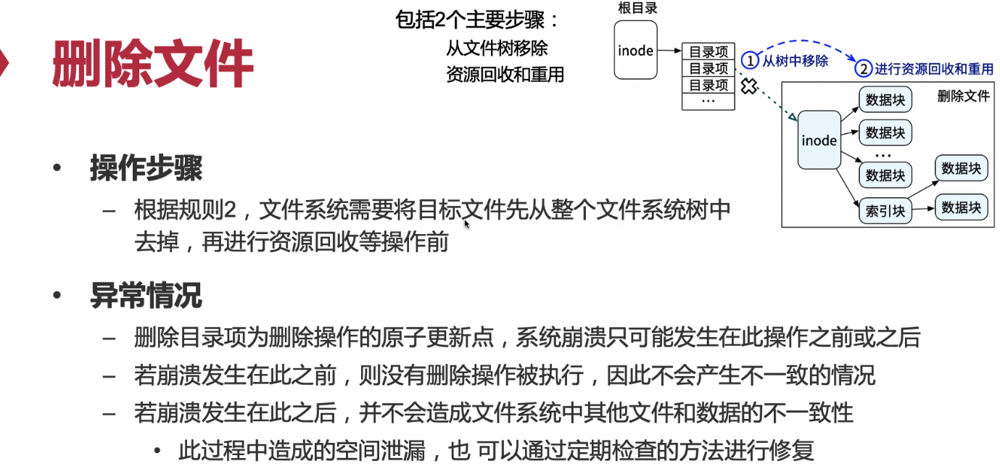 删除文件
包括2个主要步骤：
从文件树移除
资源回收和重用
根目录
inode
目录项
目录项
目录项
…
①从树中移除
②进行资源回收和重用
删除文件
inode
数据块
数据块
…
数据块
索引块
数据块
数据块
• 操作步骤
– 根据规则2，文件系统需要将目标文件先从整个文件系统树中
去掉，再进行资源回收等操作前
• 异常情况
– 删除目录项为删除操作的原子更新点，系统崩溃只可能发生在此操作之前或之后
– 若崩溃发生在此之前，则没有删除操作被执行，因此不会产生不一致的情况
– 若崩溃发生在此之后，并不会造成文件系统中其他文件和数据的不一致性
• 此过程中造成的空间泄漏，也 可以通过定期检查的方法进行修复